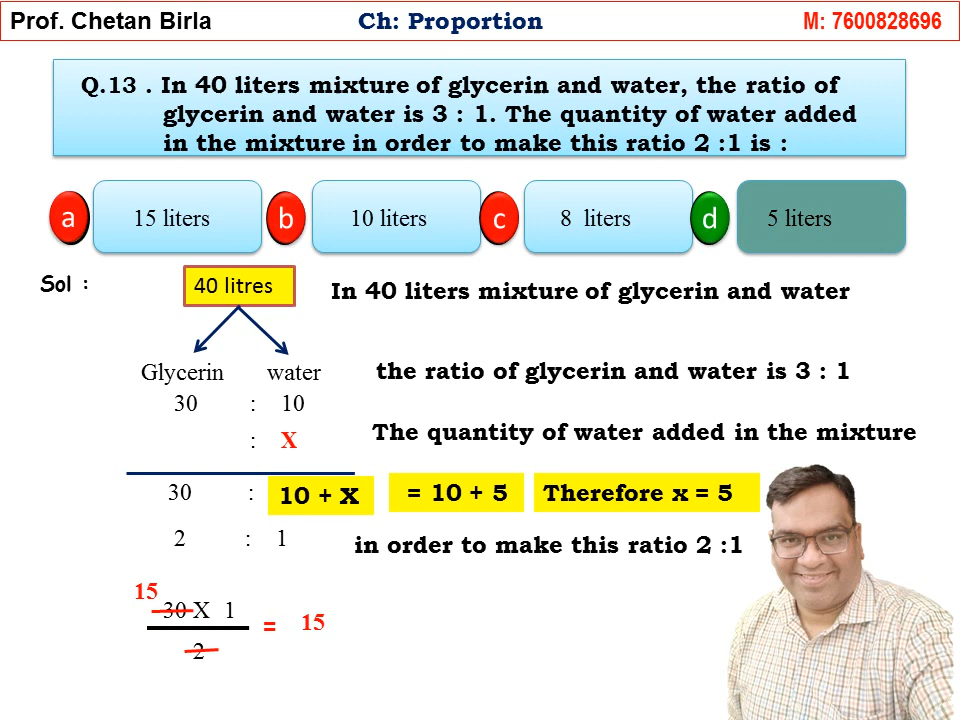 Prof. Chetan Birla Ch: Proportion M: 7600828696
Q.13 . In 40 liters mixture of glycerin and water, the ratio of
glycerin and water is 3 : 1. The quantity of water added
in the mixture in order to make this ratio 2 :1 is :
a 15 liters b 10 liters c 8 liters d 5 liters
Sol :
40 litres
In 40 liters mixture of glycerin and water
Glycerin water
the ratio of glycerin and water is 3 : 1
30 : 10
: X
The quantity of water added in the mixture
30 : 10 + X = 10 + 5 Therefore x = 5
2 : 1
in order to make this ratio 2 :1
15
30 X 1
= 15
2